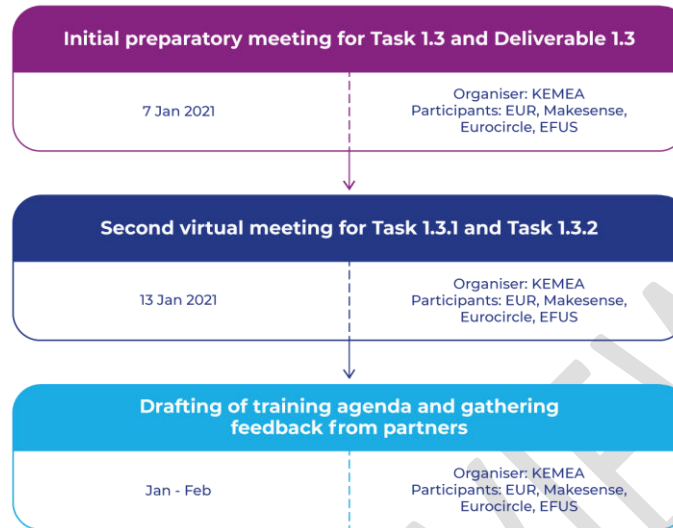 Initial preparatory meeting for Task 1.3 and Deliverable 1.3
7 Jan 2021
Organiser: KEMEA
Participants: EUR, Makesense,
Eurocircle, EFUS
Second virtual meeting for Task 1.3.1 and Task 1.3.2
13 Jan 2021
Organiser: KEMEA
Participants: EUR, Makesense,
Eurocircle, EFUS
Drafting of training agenda and gathering
feedback from partners
Jan - Feb
Organiser: KEMEA
Participants: EUR, Makesense,
Eurocircle, EFUS